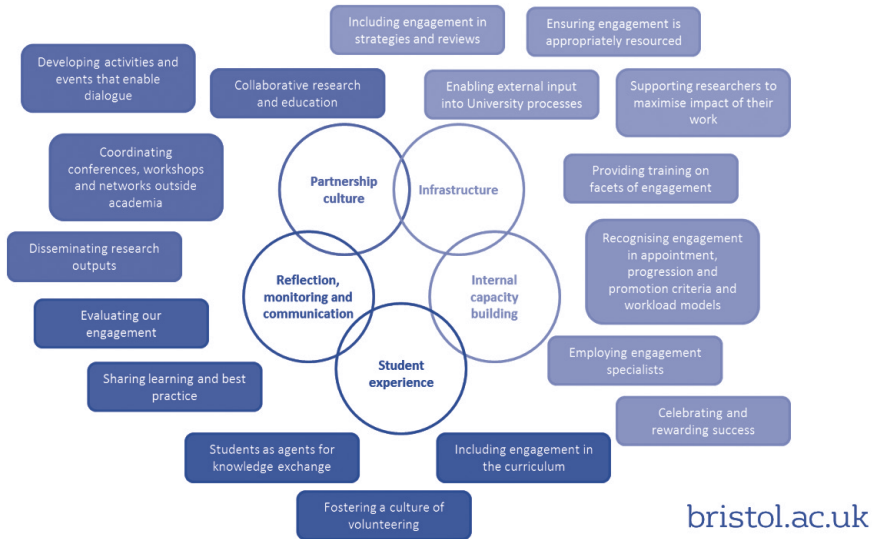 Including engagement in
strategies and reviews
Ensuring engagement is
appropriately resourced
Developing activities and
events that enable
dialogue
Collaborative research
and education
Enabling external input
into University processes
Supporting researchers to
maximise impact of their
work
Coordinating
conferences, workshops
and networks outside
academia
Partnership
culture
Infrastructure
Providing training on
facets of engagement
Disseminating research
outputs
Reflection,
monitoring and
communication
Internal
capacity
building
Recognising engagement
in appointment,
progression and
promotion criteria and
workload models
Evaluating our
engagement
Student
experience
Employing engagement
specialists
Sharing learning and best
practice
Celebrating and
rewarding success
Students as agents for
knowledge exchange
Including engagement in
the curriculum
Fostering a culture of
volunteering
bristol.ac.uk